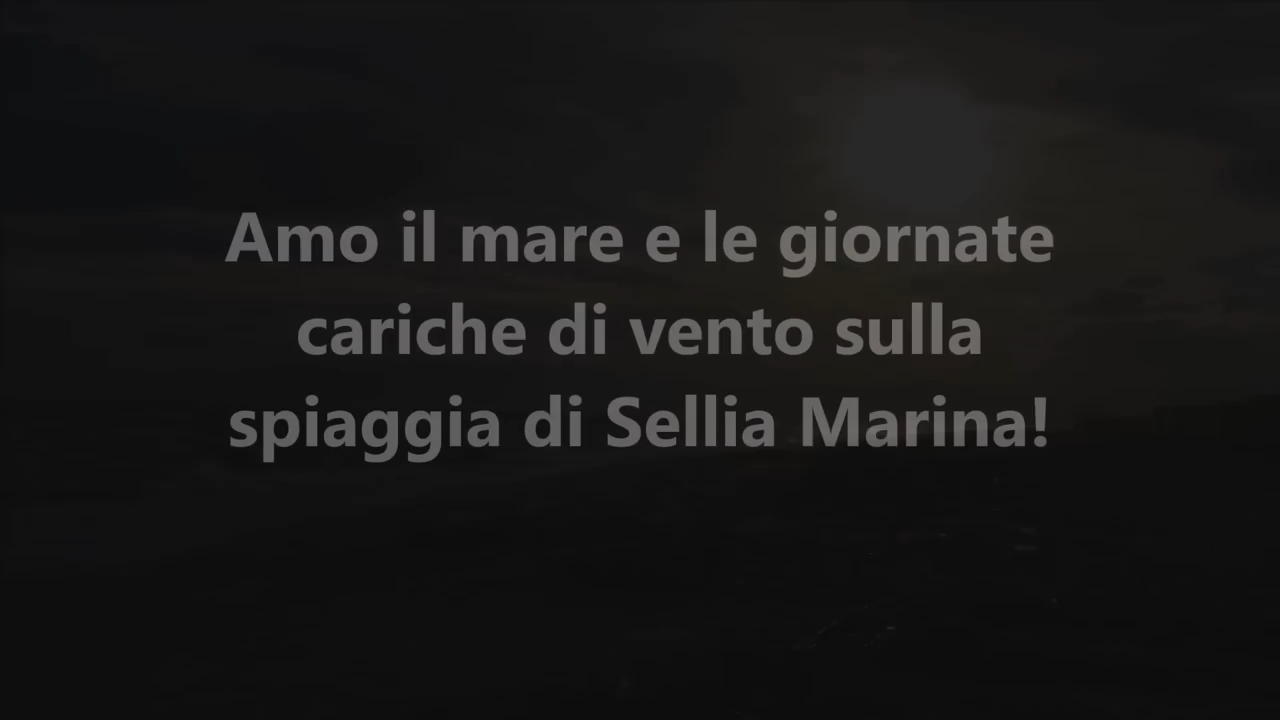 Amo il mare e le giornate
cariche di vento sulla
spiaggia di Sellia Marina!